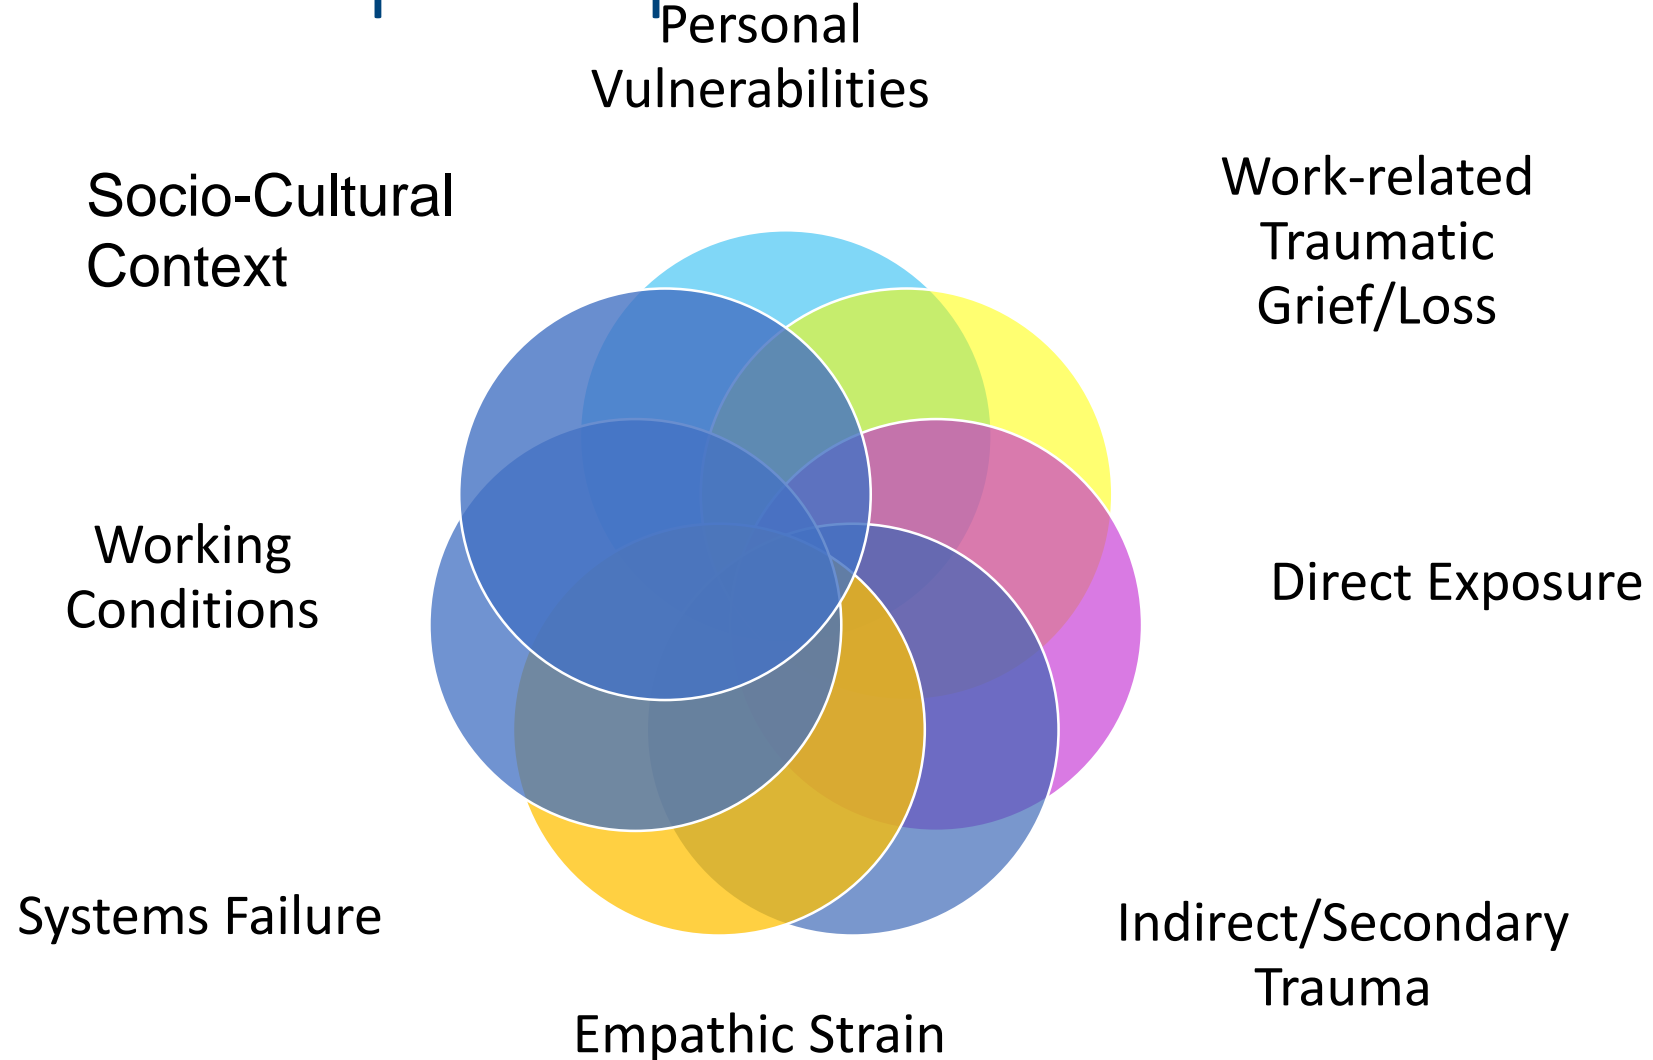 Personal
Vulnerabilities
Socio-Cultural
Context
Work-related
Traumatic
Grief/Loss
Working
Conditions
Direct Exposure
Systems Failure
Indirect/Secondary
Trauma
Empathic Strain